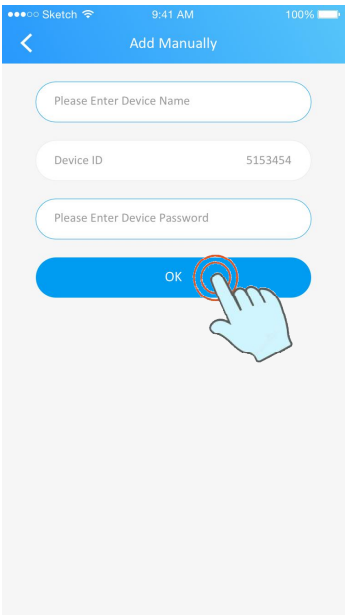 Sketch 9:41 AM 100%
Add Manually
Please Enter Device Name
Device ID 5153454
Please Enter Device Password
OK